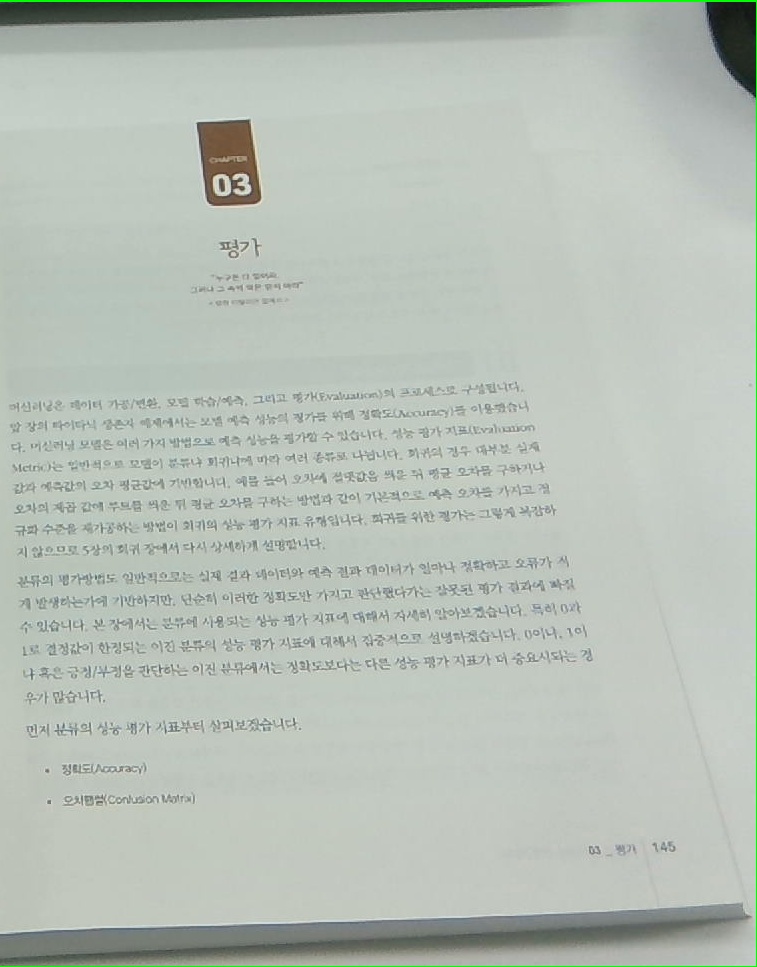 CHAPTER
03
평가
머신러닝은 데이터 가공/변환, 모델 학습/예측, 그리고 평가(Evaluation)의 프로세스로 구성됩니다.
앞 장의 타이타닉 생존자 예제에서는 모델 예측 성능의 평가를 위해 정확도(Accuracy)를 이용했습니
다. 머신러닝 모델은 여러 가지 방법으로 예측 성능을 평가할 수 있습니다. 성능 평가 지표(Evaluation
Metric)는 일반적으로 모델이 분류냐 회귀냐에 따라 여러 종류로 나뉩니다. 회귀의 경우 대부분 실제
값과 예측값의 오차 평균값에 기반합니다. 예를 들어 오차에 절댓값을 씌운 뒤 평균 오차를 구하거나
오차의 제곱 값에 루트를 씌운 뒤 평균 오차를 구하는 방법과 같이 기본적으로 예측 오차를 가지고 정
규화 수준을 재가공하는 방법이 회귀의 성능 평가 지표 유형입니다. 회귀를 위한 평가는 그렇게 복잡하
지 않으므로 5장의 회귀 장에서 다시 상세하게 설명합니다.
분류의 평가방법도 일반적으로는 실제 결과 데이터와 예측 결과 데이터가 얼마나 정확하고 오류가 적
게 발생하는가에 기반하지만, 단순히 이러한 정확도만 가지고 판단했다가는 잘못된 평가 결과에 빠질
수 있습니다. 본 장에서는 분류에 사용되는 성능 평가 지표에 대해서 자세히 알아보겠습니다. 특히 0과
1로 결정값이 한정되는 이진 분류의 성능 평가 지표에 대해서 집중적으로 설명하겠습니다. 0이냐, 1이
냐 혹은 긍정/부정을 판단하는 이진 분류에서는 정확도보다는 다른 성능 평가 지표가 더 중요시되는 경
우가 많습니다.
먼저 분류의 성능 평가 지표부터 살펴보겠습니다.
• 정확도(Accuracy)
• 오차행렬(Confusion Matrix)
03 _ 평가 145